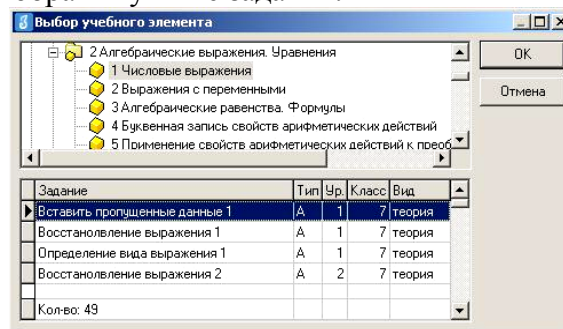 Выбор учебного элемента
2 Алгебраические выражения. Уравнения
1 Числовые выражения
2 Выражения с переменными
3 Алгебраические равенства. Формулы
4 Буквенная запись свойств арифметических действий
5 Применение свойств арифметических действий к преоб
OK
Отмена
Задание Тип Ур. Класс Вид
Вставить пропущенные данные 1 А 1 7 теория
Восстановление выражения 1 А 1 7 теория
Определение вида выражения 1 А 1 7 теория
Восстановление выражения 2 А 2 7 теория
Кол-во: 49